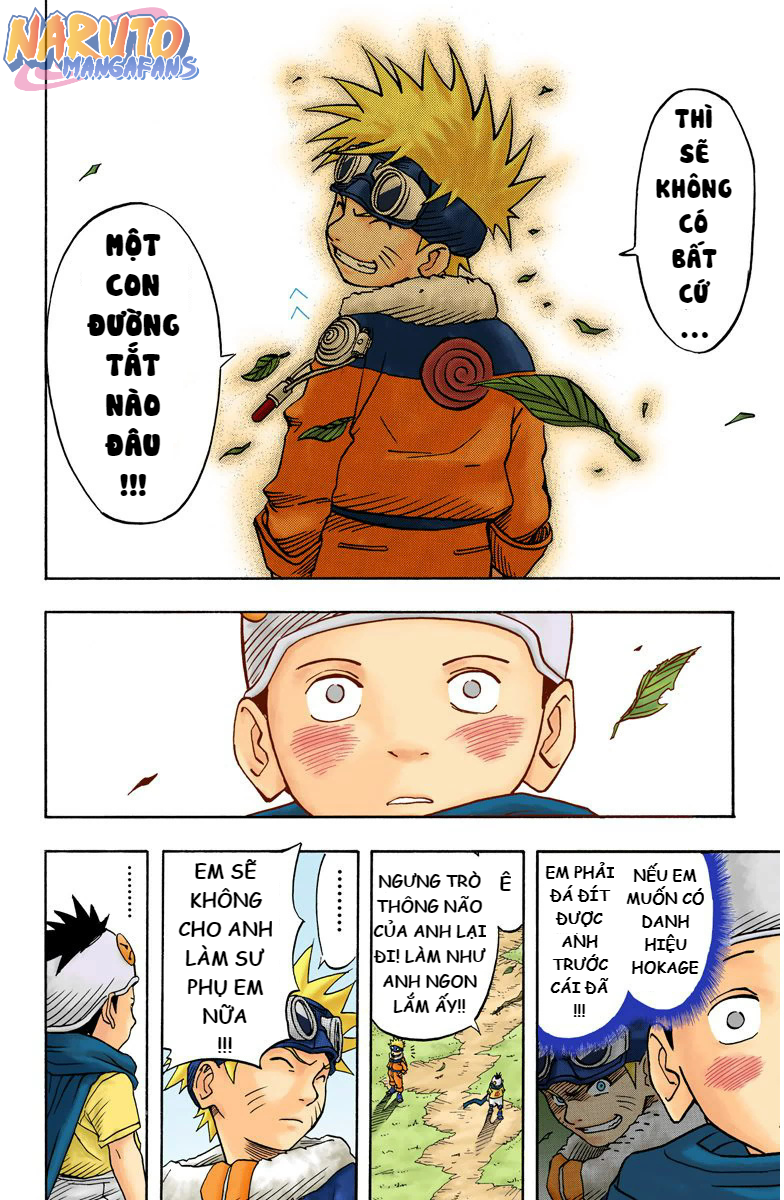 NARUTO
MANGAFANS
THÌ
SẼ
KHÔNG
CÓ
BẤT
CỨ
...
MỘT
CON
ĐƯỜNG
TẮT
NÀO
ĐÂU
!!!
NẾU EM
MUỐN CÓ
DANH
HIỆU
HOKAGE
EM PHẢI
ĐÁ ĐÍT
ĐƯỢC
ANH
TRƯỚC
CÁI ĐÃ
!!!
Ê
NGƯNG TRÒ
THÔNG NÃO
CỦA ANH LẠI
ĐI! LÀM NHƯ
ANH NGON
LẮM ẤY!!
.........
EM SẼ
KHÔNG
CHO ANH
LÀM SƯ
PHỤ EM
NỮA
!!!
.........